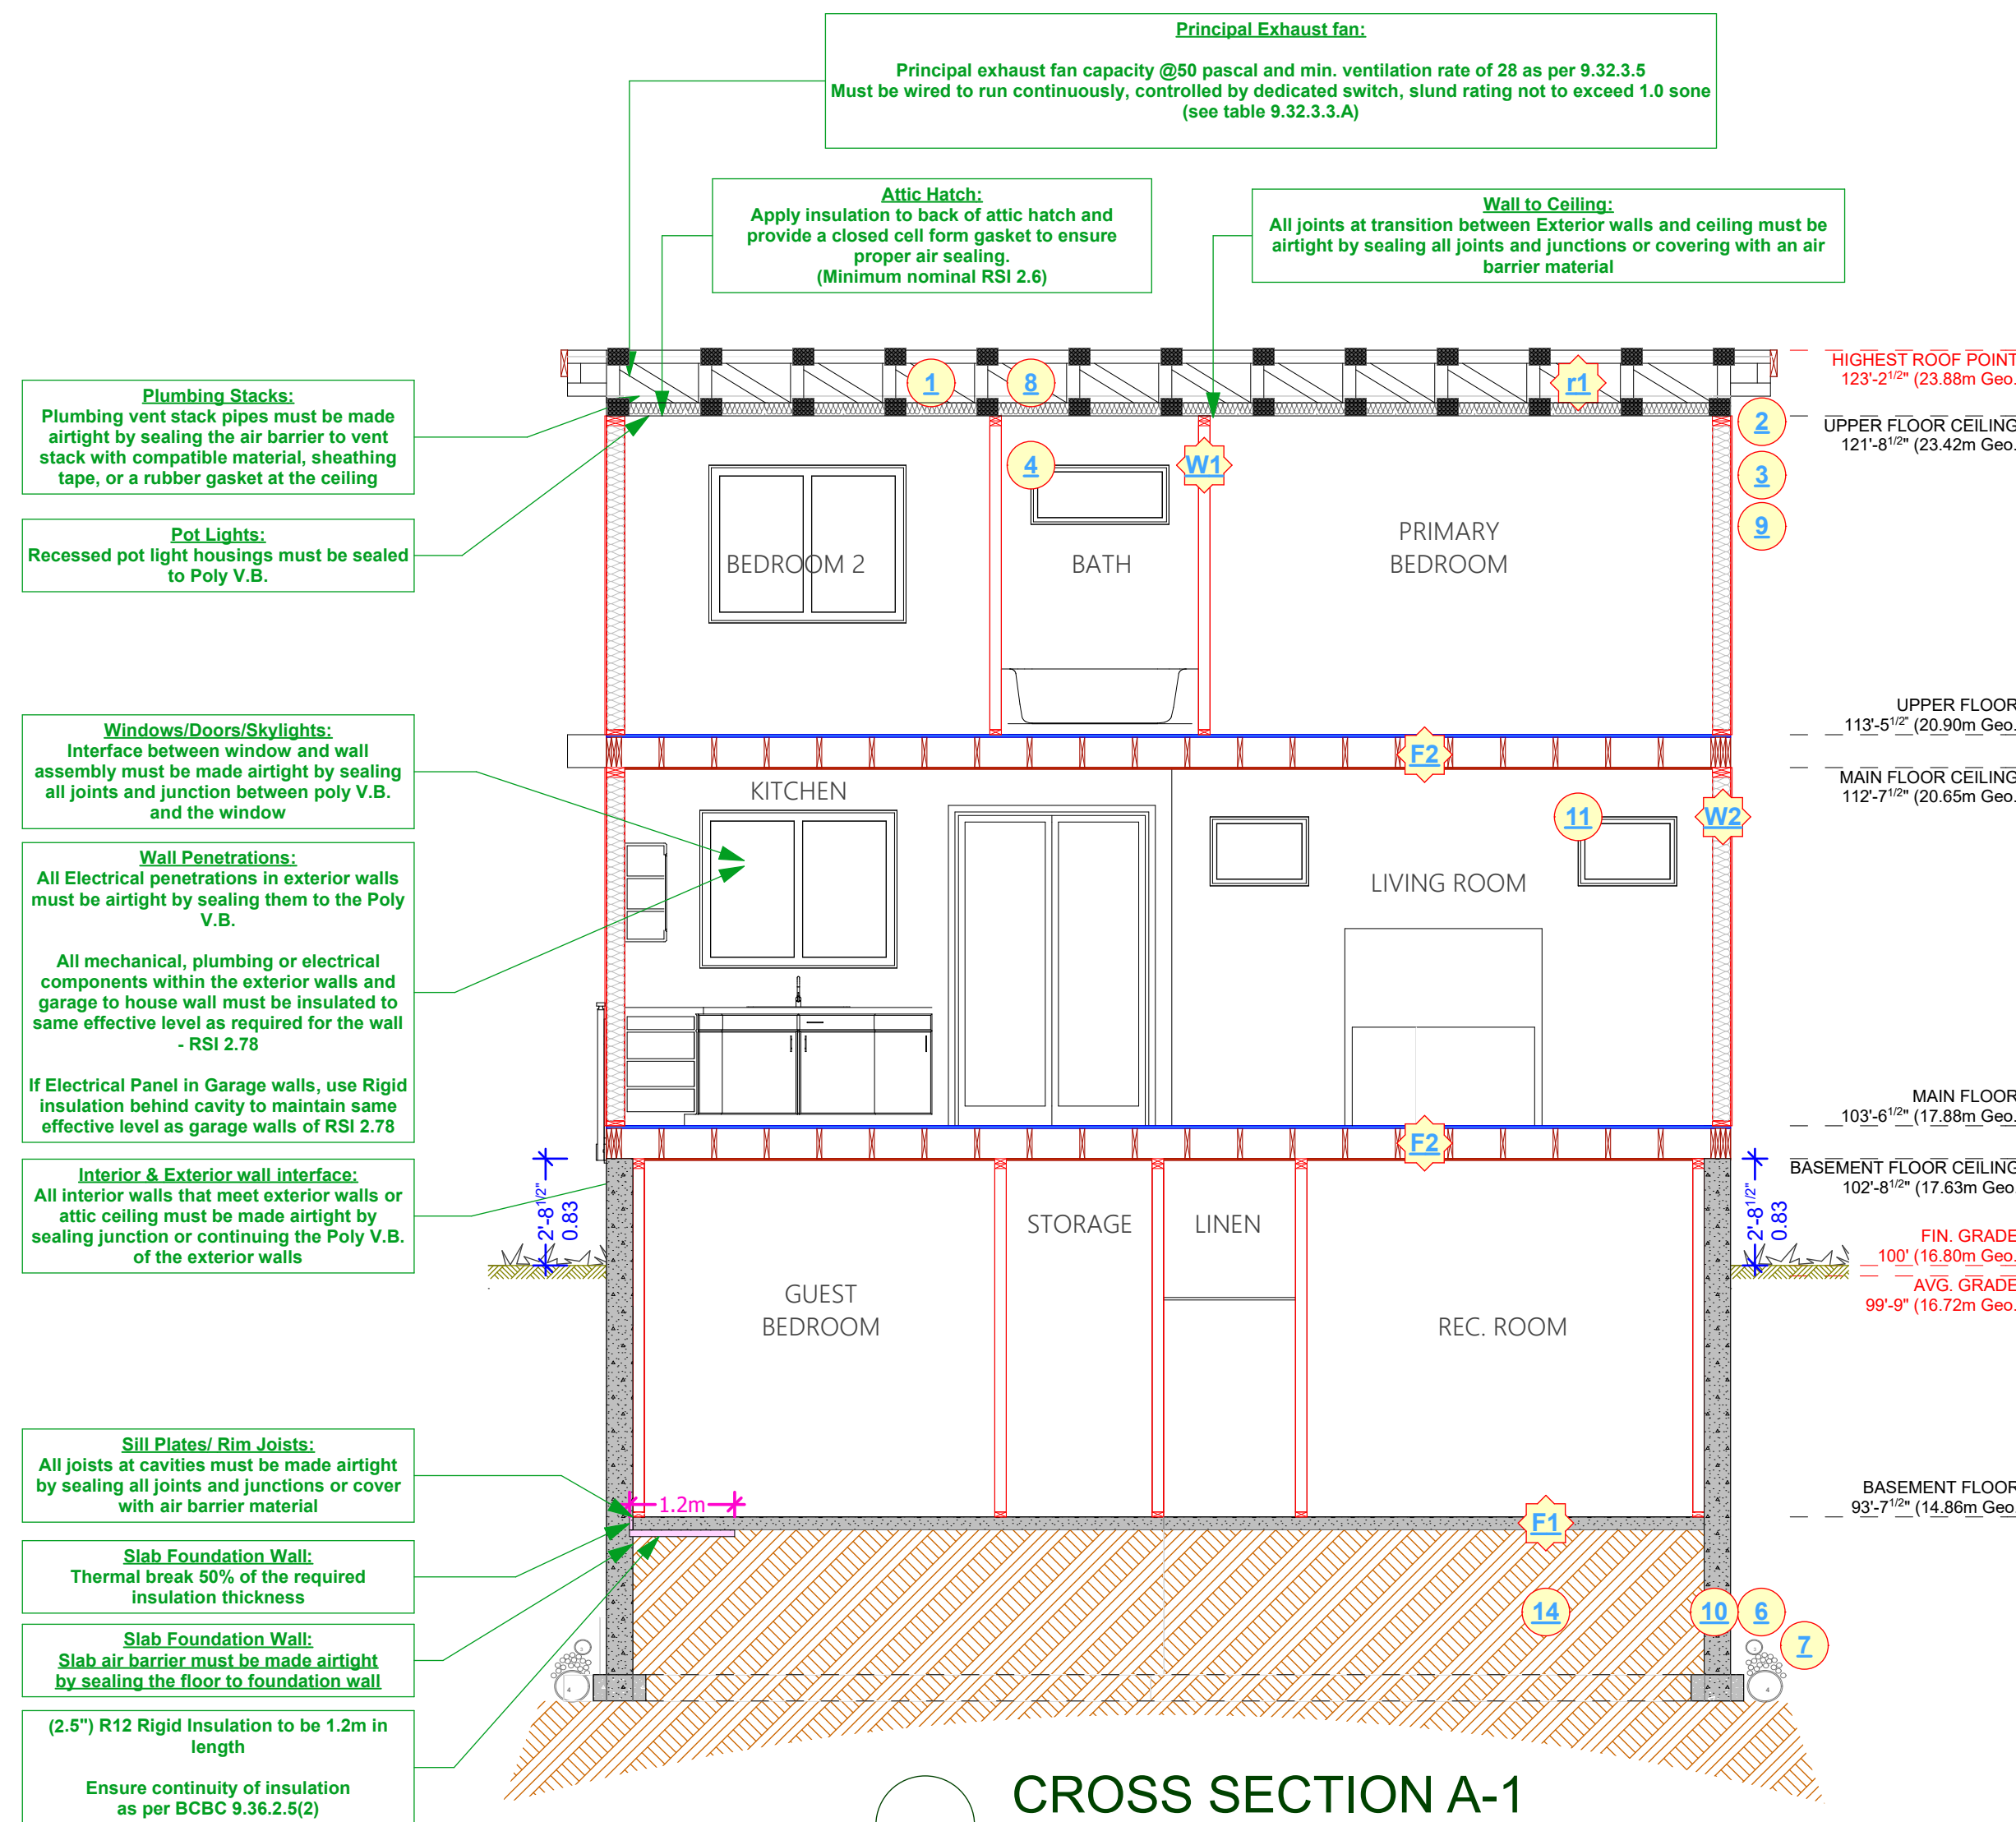 Principal Exhaust fan:
Principal exhaust fan capacity @50 pascal and min. ventilation rate of 28 as per 9.32.3.5
Must be wired to run continuously, controlled by dedicated switch, slund rating not to exceed 1.0 sone
(see table 9.32.3.3.A)
Attic Hatch:
Apply insulation to back of attic hatch and
provide a closed cell form gasket to ensure
proper air sealing.
(Minimum nominal RSI 2.6)
Wall to Ceiling:
All joints at transition between Exterior walls and ceiling must be
airtight by sealing all joints and junctions or covering with an air
barrier material
Plumbing Stacks:
Plumbing vent stack pipes must be made
airtight by sealing the air barrier to vent
stack with compatible material, sheathing
tape, or a rubber gasket at the ceiling
Pot Lights:
Recessed pot light housings must be sealed
to Poly V.B.
Windows/Doors/Skylights:
Interface between window and wall
assembly must be made airtight by sealing
all joints and junction between poly V.B.
and the window
Wall Penetrations:
All Electrical penetrations in exterior walls
must be airtight by sealing them to the Poly
V.B.
All mechanical, plumbing or electrical
components within the exterior walls and
garage to house wall must be insulated to
same effective level as required for the wall
- RSI 2.78
If Electrical Panel in Garage walls, use Rigid
insulation behind cavity to maintain same
effective level as garage walls of RSI 2.78
Interior & Exterior wall interface:
All interior walls that meet exterior walls or
attic ceiling must be made airtight by
sealing junction or continuing the Poly V.B.
of the exterior walls
Sill Plates/ Rim Joists:
All joists at cavities must be made airtight
by sealing all joints and junctions or cover
with air barrier material
Slab Foundation Wall:
Thermal break 50% of the required
insulation thickness
Slab Foundation Wall:
Slab air barrier must be made airtight
by sealing the floor to foundation wall
(2.5") R12 Rigid Insulation to be 1.2m in
length
Ensure continuity of insulation
as per BCBC 9.36.2.5(2)
1
8
r1
2
3
9
4
W1
BEDROOM 2
BATH
PRIMARY
BEDROOM
F2
KITCHEN
11
W2
LIVING ROOM
F2
2'-8 1/2"
0.83
2'-8 1/2"
0.83
STORAGE
LINEN
GUEST
BEDROOM
REC. ROOM
1.2m
F1
14
10
6
7
4
4
HIGHEST ROOF POINT
123'-2 1/2" (23.88m Geo.
UPPER FLOOR CEILING
121'-8 1/2" (23.42m Geo.
UPPER FLOOR
113'-5 1/2" (20.90m Geo.
MAIN FLOOR CEILING
112'-7 1/2" (20.65m Geo.
MAIN FLOOR
103'-6 1/2" (17.88m Geo.
BASEMENT FLOOR CEILING
102'-8 1/2" (17.63m Geo
FIN. GRADE
100' (16.80m Geo.
AVG. GRADE
99'-9" (16.72m Geo.
BASEMENT FLOOR
93'-7 1/2" (14.86m Geo
CROSS SECTION A-1